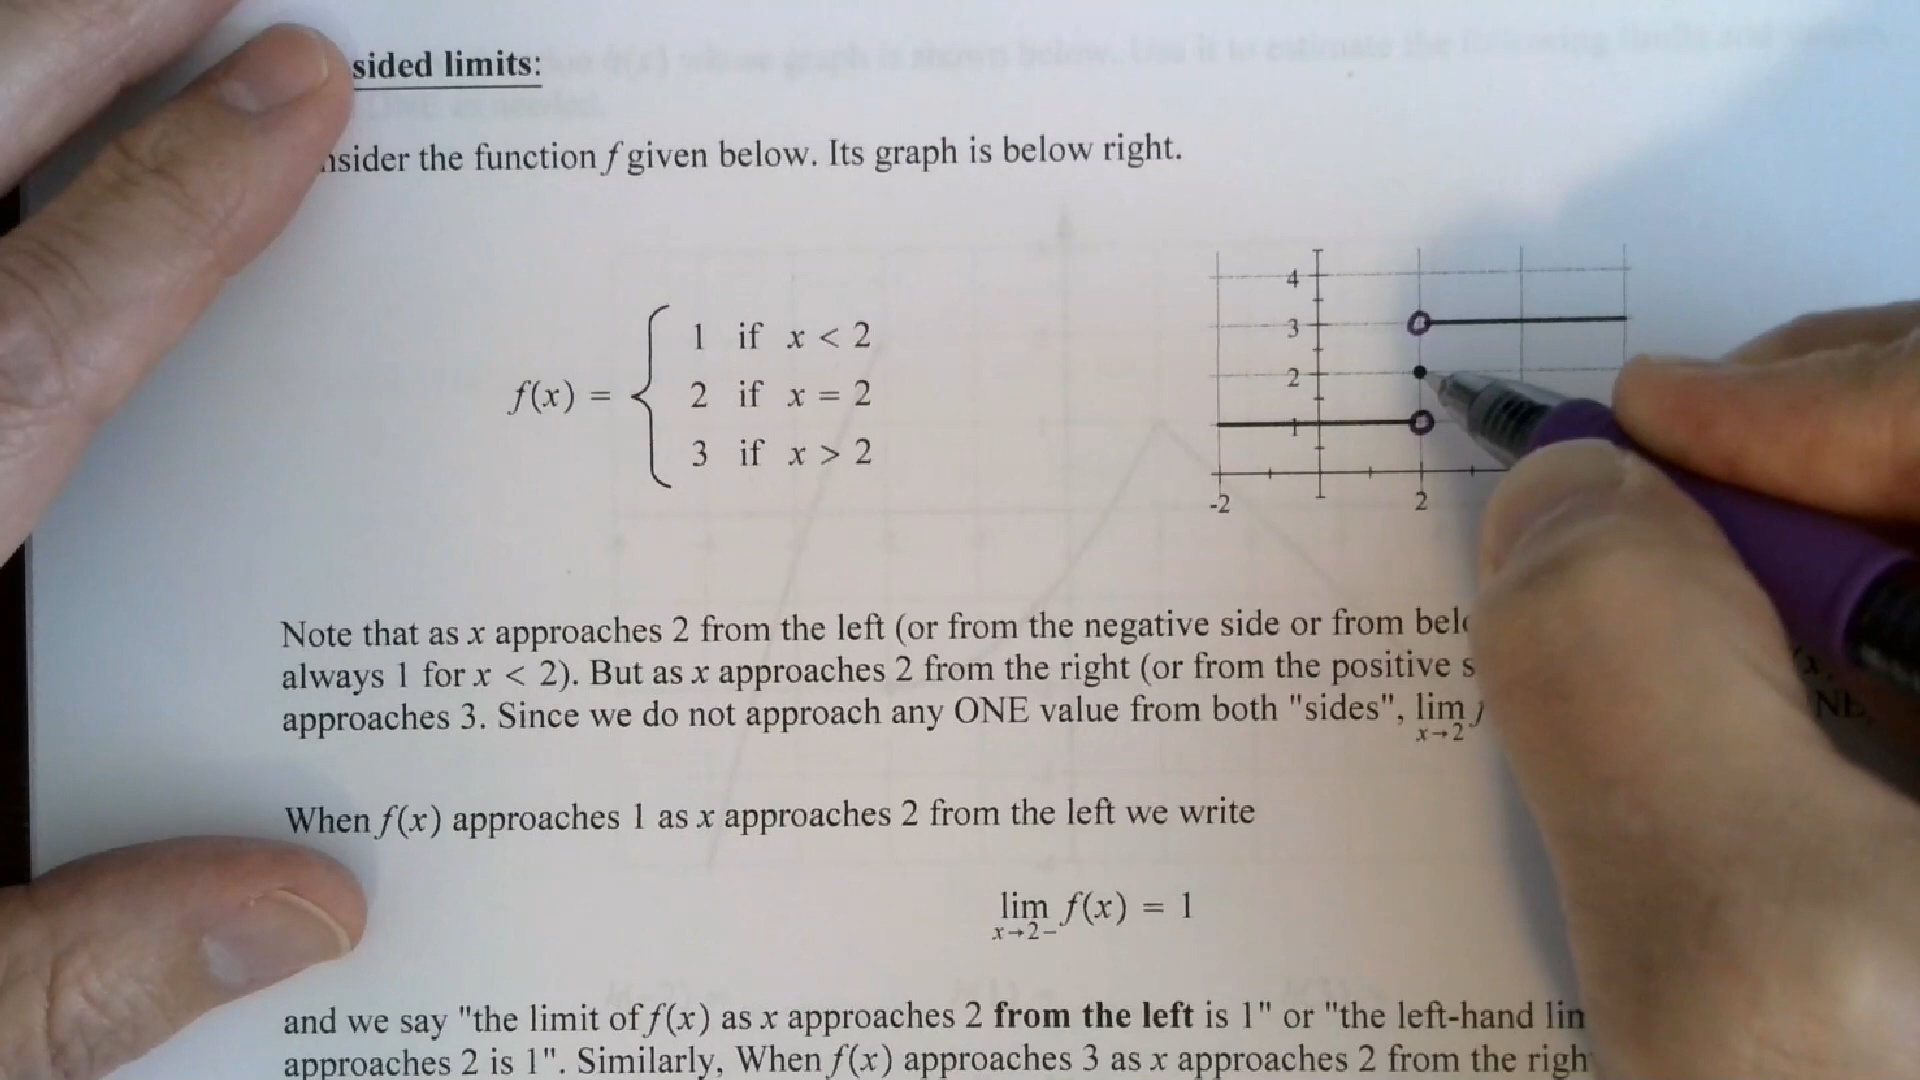 sided limits:
nsider the function f given below. Its graph is below right.
f(x) = { 1 if x < 2
2 if x = 2
3 if x > 2
4
3
2
1
-2 2
Note that as x approaches 2 from the left (or from the negative side or from belo
always 1 for x < 2). But as x approaches 2 from the right (or from the positive s
approaches 3. Since we do not approach any ONE value from both "sides", lim x→2 NE
When f(x) approaches 1 as x approaches 2 from the left we write
lim x→2− f(x) = 1
and we say "the limit of f(x) as x approaches 2 from the left is 1" or "the left-hand lim
approaches 2 is 1". Similarly, When f(x) approaches 3 as x approaches 2 from the righ